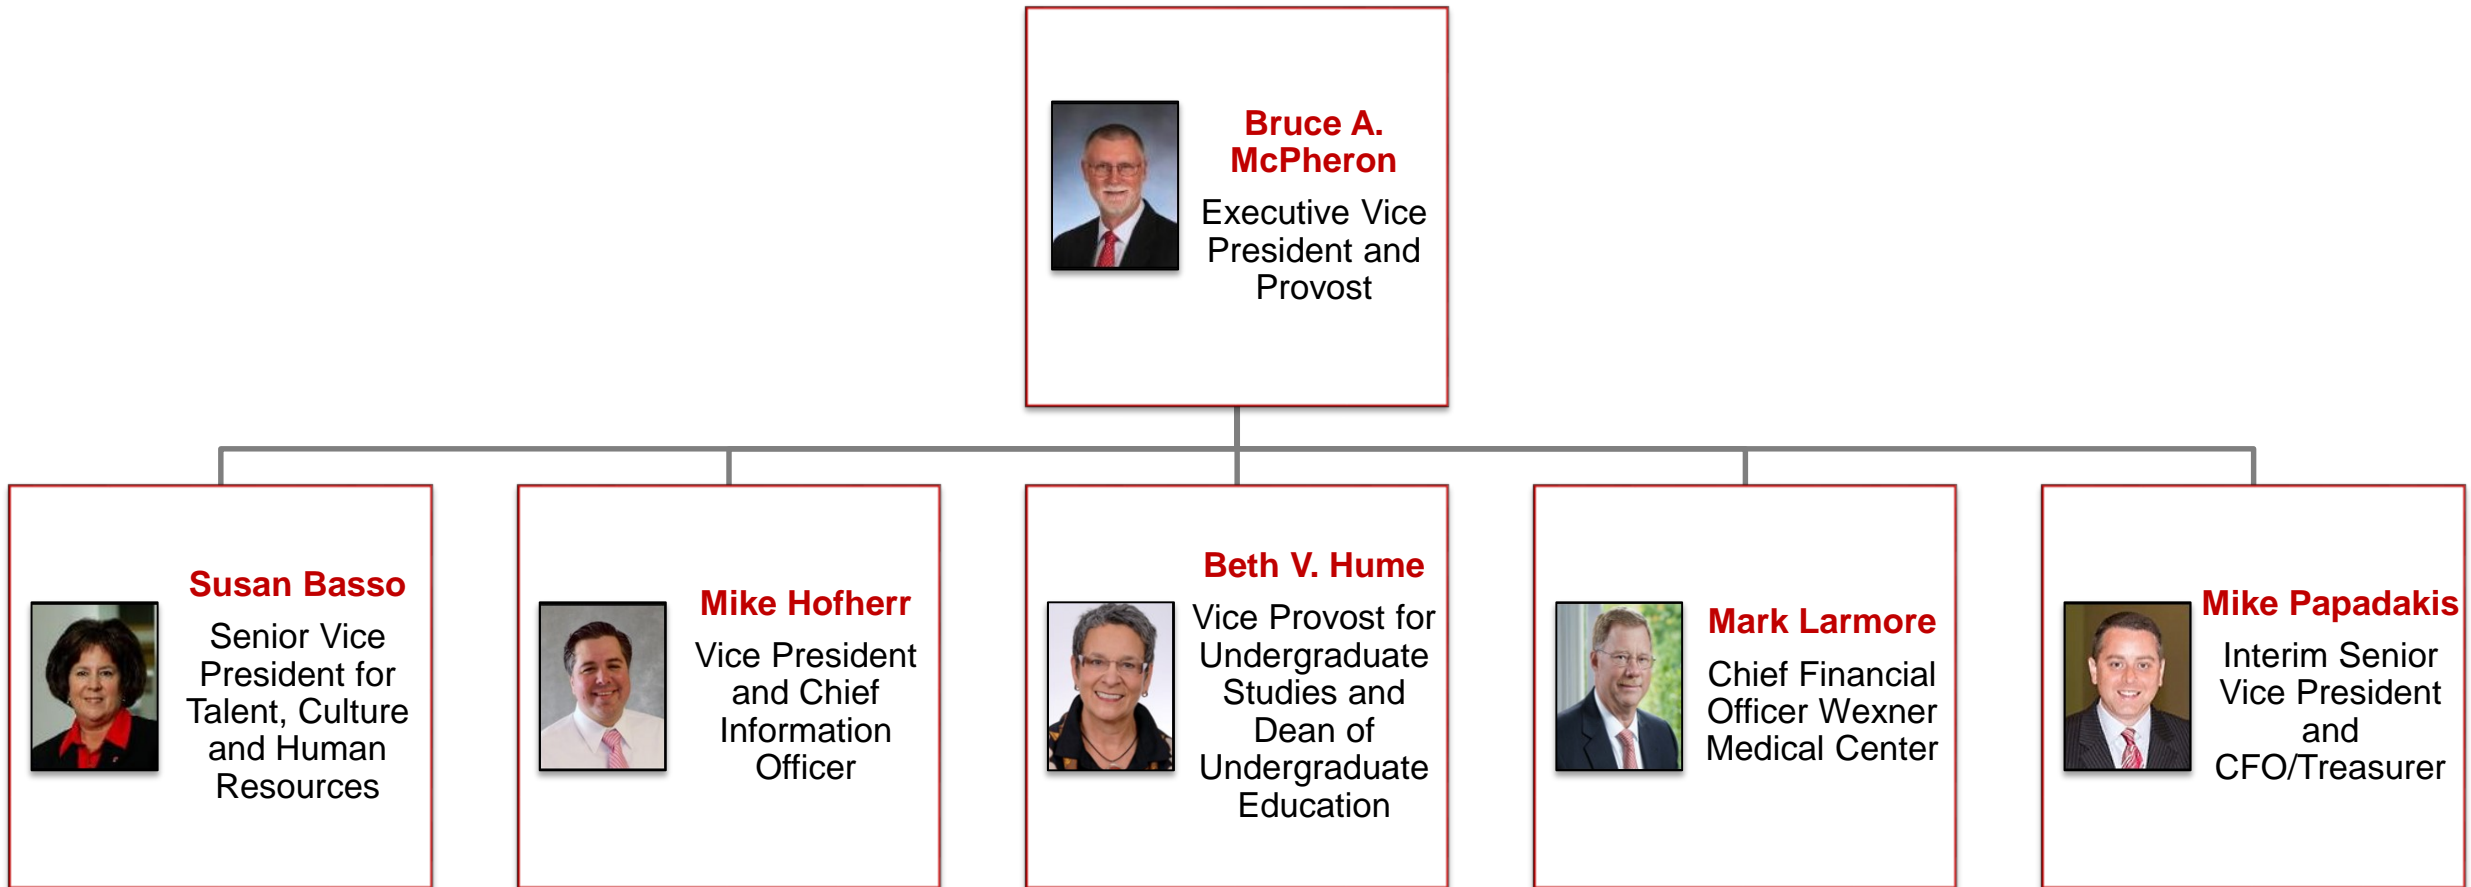 Bruce A.
McPheron
Executive Vice
President and
Provost
Susan Basso
Senior Vice
President for
Talent, Culture
and Human
Resources
Mike Hofherr
Vice President
and Chief
Information
Officer
Beth V. Hume
Vice Provost for
Undergraduate
Studies and
Dean of
Undergraduate
Education
Mark Larmore
Chief Financial
Officer Wexner
Medical Center
Mike Papadakis
Interim Senior
Vice President
and
CFO/Treasurer